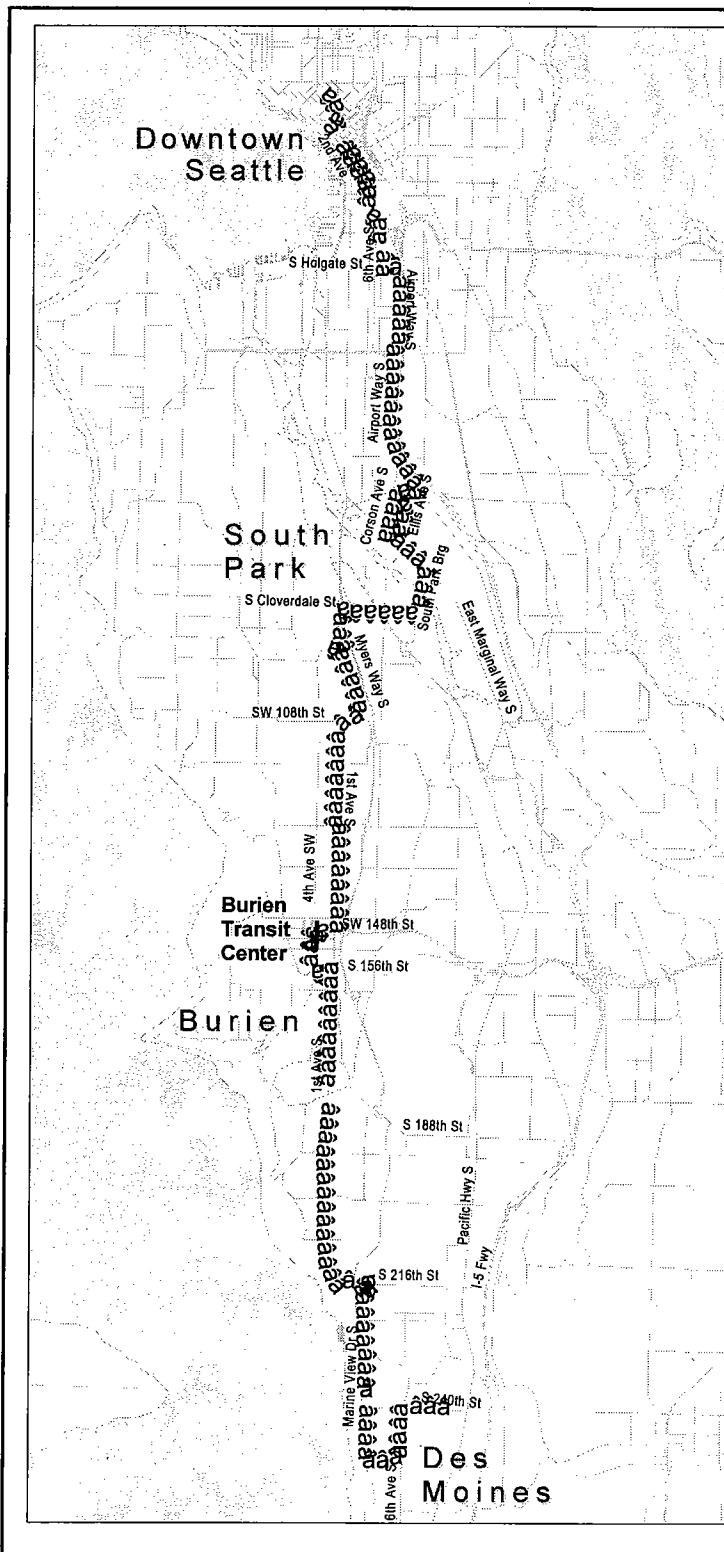 Downtown
Seattle
2nd Ave
S Holgate St
6th Ave S
Airport Way S
Airport Way S
Corson Ave S
Ellis Ave S
South
Park
South Park Brg
S Cloverdale St
East Marginal Way S
Myers Way S
SW 108th St
1st Ave S
4th Ave SW
Burien
Transit
Center
SW 148th St
S 156th St
Burien
1st Ave S
S 188th St
Pacific Hwy S
I-5 Fwy
S 216th St
Marine View Dr S
S 240th St
Des
Moines
16th Ave S